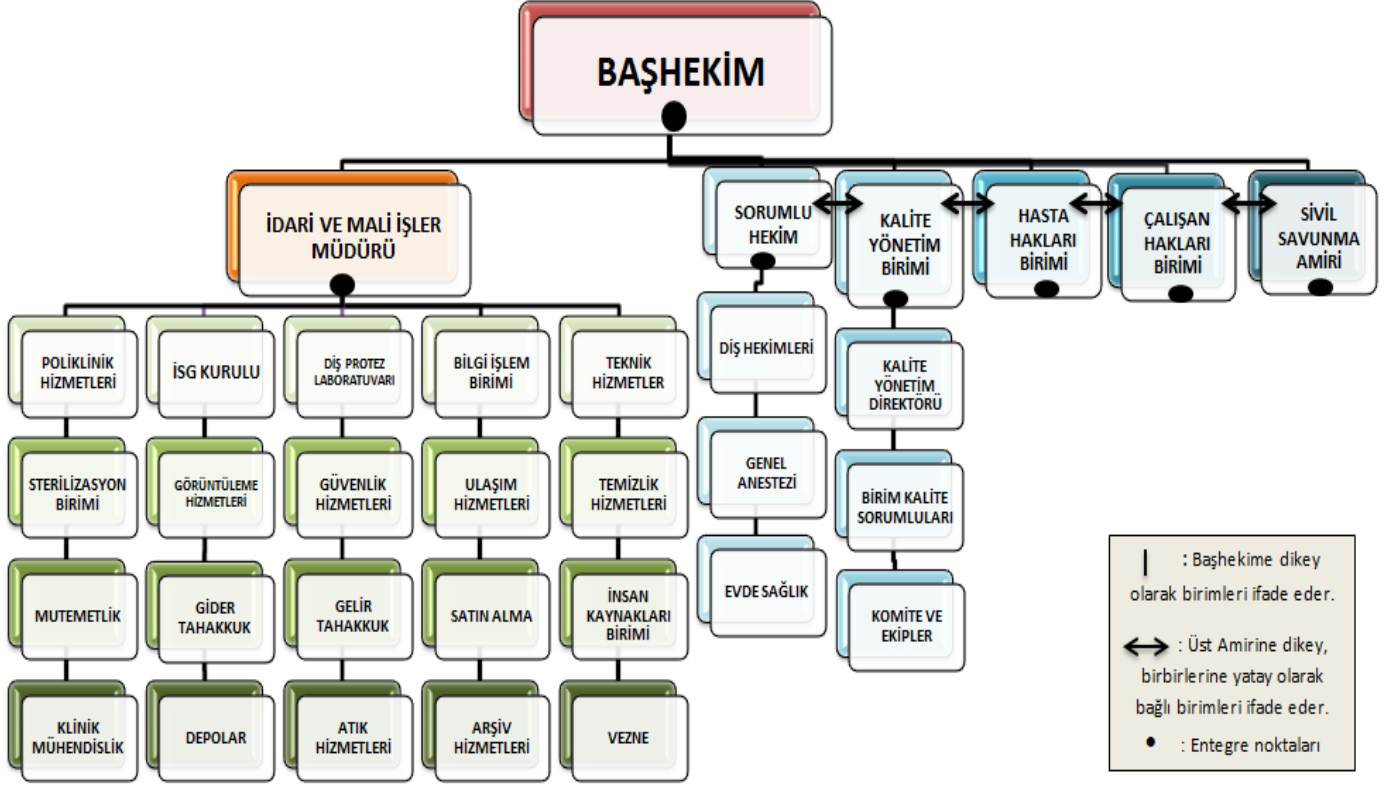 BAŞHEKİM
İDARİ VE MALİ İŞLER
MÜDÜRÜ
SORUMLU
HEKİM
KALİTE
YÖNETİM
BİRİMİ
HASTA
HAKLARI
BİRİMİ
ÇALIŞAN
HAKLARI
BİRİMİ
SİVİL
SAVUNMA
AMİRİ
POLİKLİNİK
HİZMETLERİ
İSG KURULU
DİŞ PROTEZ
LABORATUVARI
BİLGİ İŞLEM
BİRİMİ
TEKNİK
HİZMETLER
DİŞ HEKİMLERİ
KALİTE
YÖNETİM
DİREKTÖRÜ
STERILIZASYON
BİRİMİ
GÖRÜNTÜLEME
HİZMETLERİ
GÜVENLİK
HİZMETLERİ
ULAŞIM
HİZMETLERİ
TEMİZLİK
HİZMETLERİ
GENEL
ANESTEZİ
BİRİM KALİTE
SORUMLULARI
MUTEMETLİK
GİDER
TAHAKKUK
GELİR
TAHAKKUK
SATIN ALMA
İNSAN
KAYNAKLARI
BİRİMİ
EVDE SAĞLIK
KOMİTE VE
EKİPLER
KLİNİK
MÜHENDİSLİK
DEPOLAR
ATIK
HİZMETLERİ
ARŞİV
HİZMETLERİ
VEZNE
: Başhekime dikey
olarak birimleri ifade eder.
: Üst Amirine dikey,
birbirlerine yatay olarak
bağlı birimleri ifade eder.
: Entegre noktaları